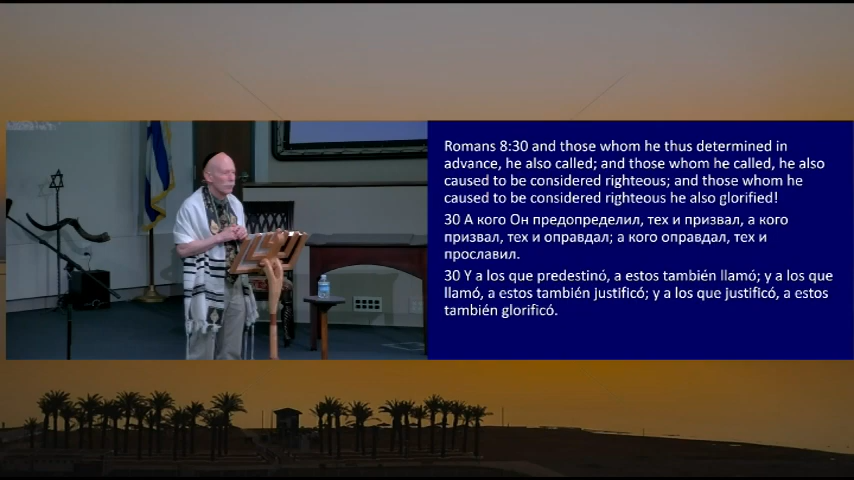 Romans 8:30 and those whom he thus determined in
advance, he also called; and those whom he called, he also
caused to be considered righteous; and those whom he
caused to be considered righteous he also glorified!
30 А кого Он предопределил, тех и призвал, а кого
призвал, тех и оправдал; а кого оправдал, тех и
прославил.
30 Y a los que predestinó, a estos también llamó; y a los que
llamó, a estos también justificó; y a los que justificó, a estos
también glorificó.